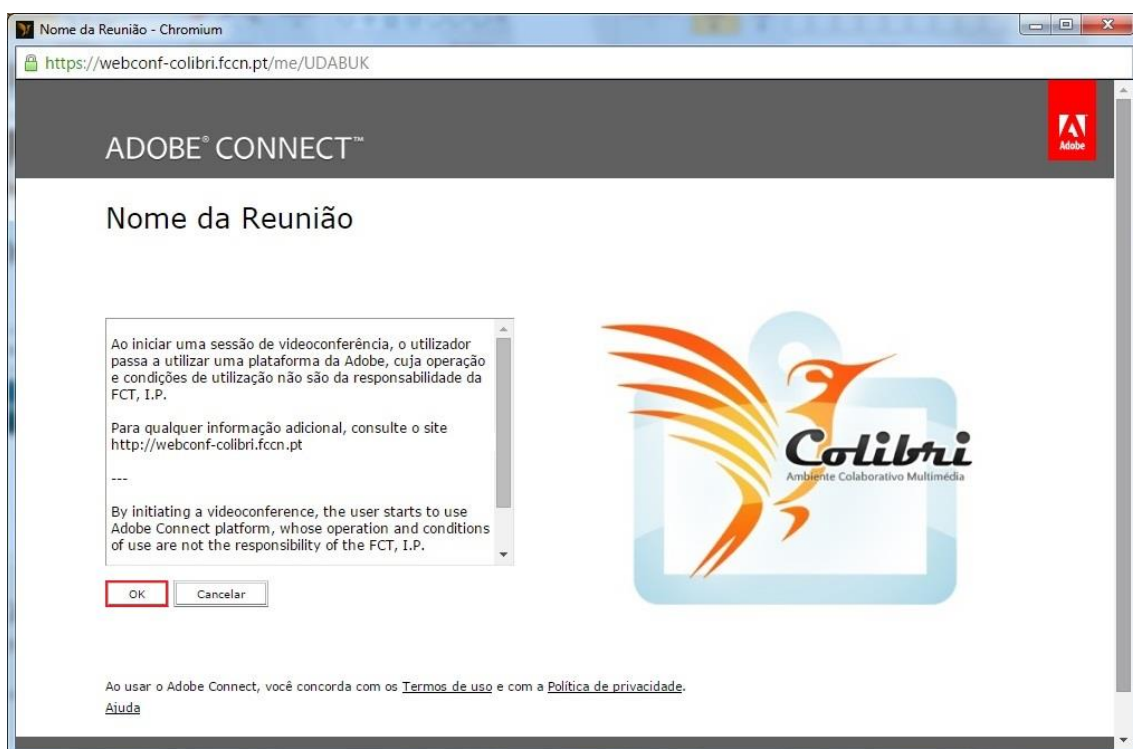 Nome da Reunião - Chromium
https://webconf-colibri.fccn.pt/me/UDABUK
ADOBE® CONNECT™
Adobe
Nome da Reunião
Ao iniciar uma sessão de videoconferência, o utilizador
passa a utilizar uma plataforma da Adobe, cuja operação
e condições de utilização não são da responsabilidade da
FCT, I.P.
Para qualquer informação adicional, consulte o site
http://webconf-colibri.fccn.pt
---
By initiating a videoconference, the user starts to use
Adobe Connect platform, whose operation and conditions
of use are not the responsibility of the FCT, I.P.
Colibri
Ambiente Colaborativo Multimédia
OK
Cancelar
Ao usar o Adobe Connect, você concorda com os Termos de uso e com a Política de privacidade.
Ajuda